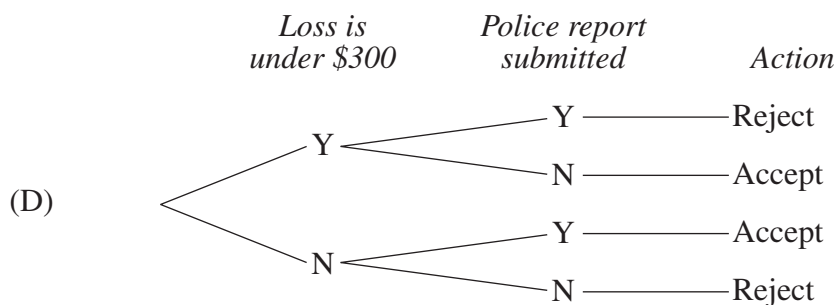 Loss is Police report
under $300 submitted Action
Y Reject
Y
N Accept
(D)
Y Accept
N
N Reject